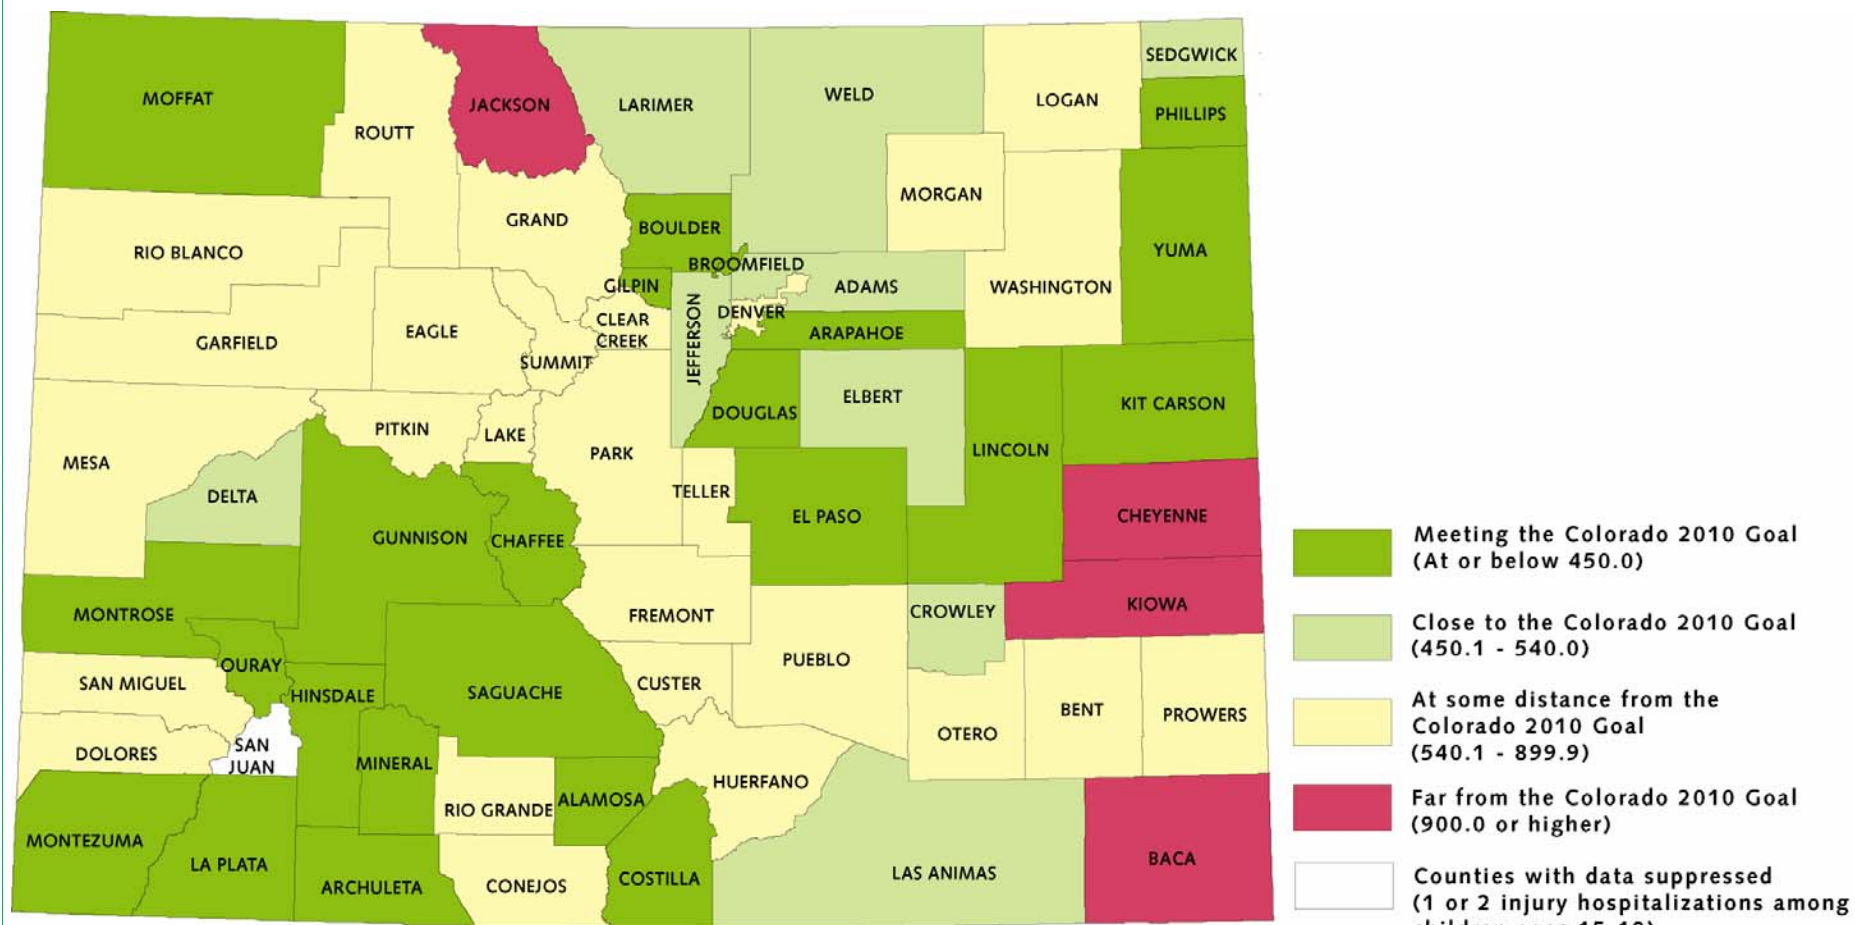 SEDGWICK
MOFFAT
JACKSON
LARIMER
WELD
LOGAN
PHILLIPS
ROUTT
MORGAN
GRAND
BOULDER
RIO BLANCO
YUMA
BROOMFIELD
GILPIN
ADAMS
WASHINGTON
DENVER
CLEAR
CREEK
EAGLE
GARFIELD
JEFFERSON
ARAPAHOE
SUMMIT
ELBERT
KIT CARSON
DOUGLAS
PITKIN
LAKE
LINCOLN
PARK
MESA
TELLER
DELTA
CHEYENNE
EL PASO
GUNNISON
CHAFFEE
MONTROSE
FREMONT
CROWLEY
KIOWA
OURAY
PUEBLO
SAN MIGUEL
HINSDALE
SAGUACHE
CUSTER
BENT
PROWERS
OTERO
DOLORES
SAN
JUAN
MINERAL
HUERFANO
RIO GRANDE
ALAMOSA
MONTEZUMA
LA PLATA
ARCHULETA
CONEJOS
COSTILLA
LAS ANIMAS
BACA
Meeting the Colorado 2010 Goal
(At or below 450.0)
Close to the Colorado 2010 Goal
(450.1 - 540.0)
At some distance from the
Colorado 2010 Goal
(540.1 - 899.9)
Far from the Colorado 2010 Goal
(900.0 or higher)
Counties with data suppressed
(1 or 2 injury hospitalizations among